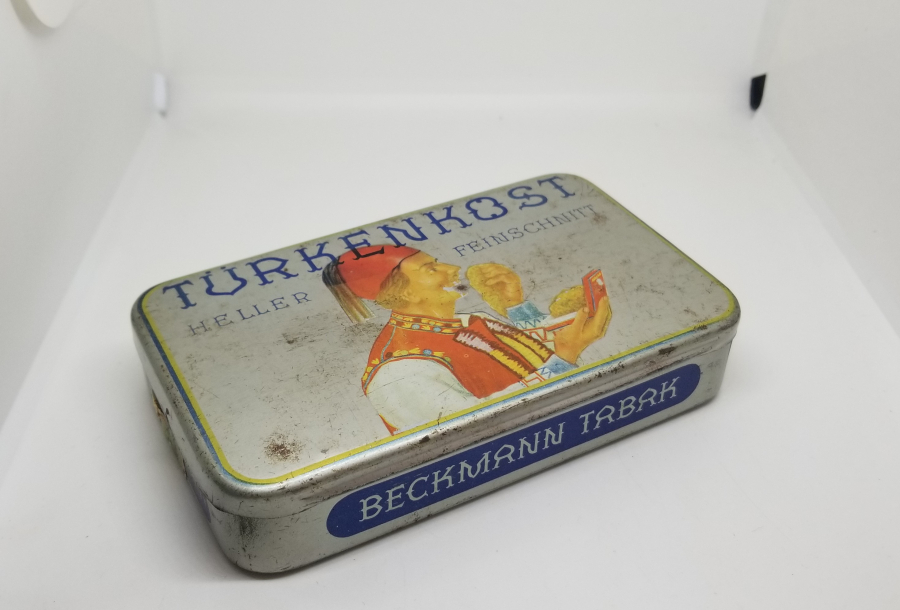 TÜRKENKOST
HELLER FEINSCHNITT
BECKMANN TABAK